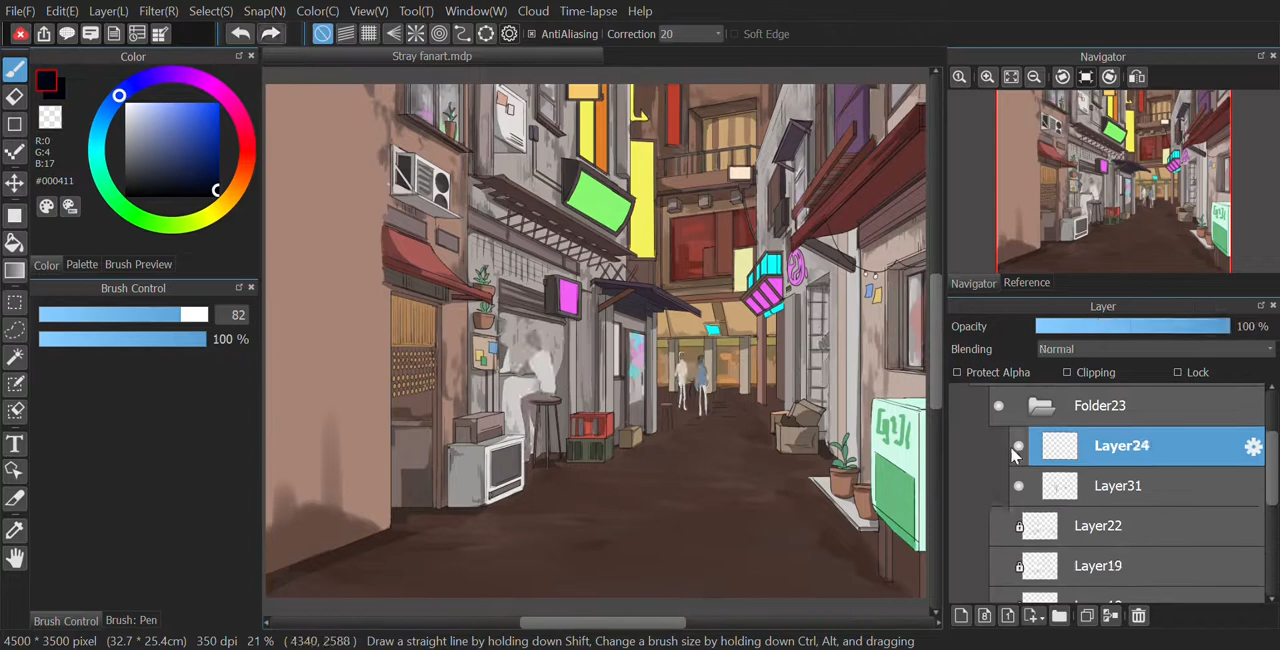 File(F) Edit(E) Layer(L) Filter(R) Select(S) Snap(N) Color(C) View(V) Tool(T) Window(W) Cloud Time-lapse Help
AntiAliasing Correction 20 Soft Edge
Color
Stray fanart.mdp
Navigator
R:0
G:4
B:17
#000411
Color Palette Brush Preview
Brush Control
82
100 %
Navigator Reference
Layer
Opacity 100 %
Blending Normal
Protect Alpha Clipping Lock
Folder23
Layer24
Layer31
Layer22
Layer19
Brush Control Brush: Pen
4500 * 3500 pixel (32.7 * 25.4cm) 350 dpi 21 % ( 4340, 2588 ) Draw a straight line by holding down Shift, Change a brush size by holding down Ctrl, Alt, and dragging